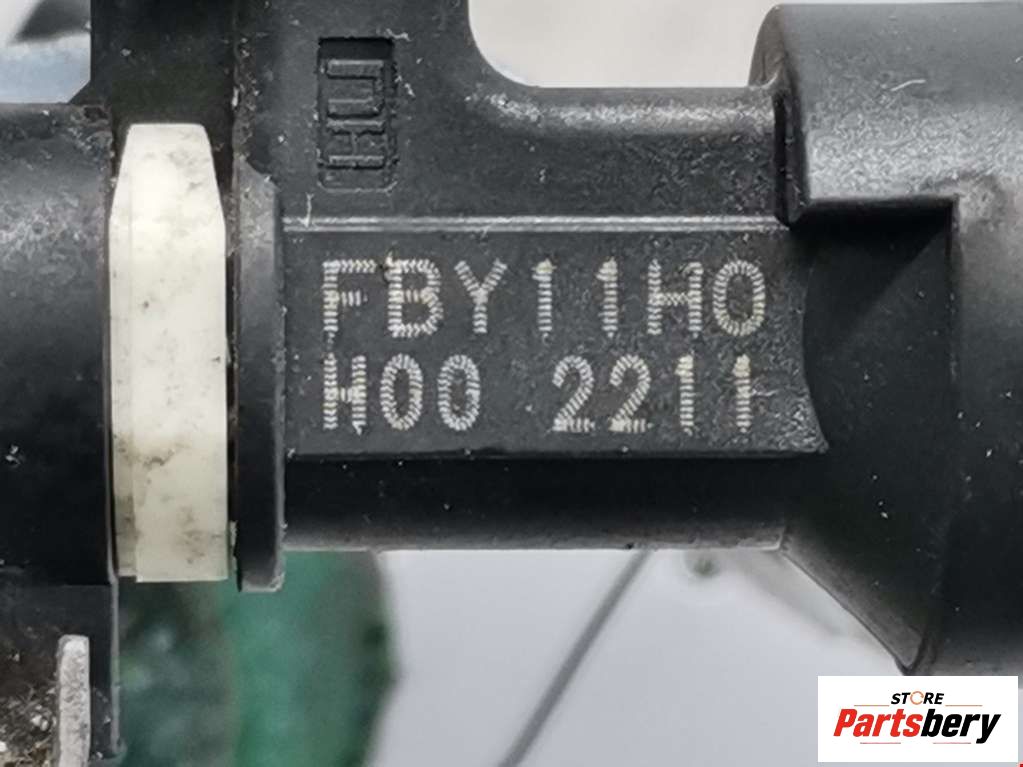 FBY11H0
H00 2211
STORE
Partsbery